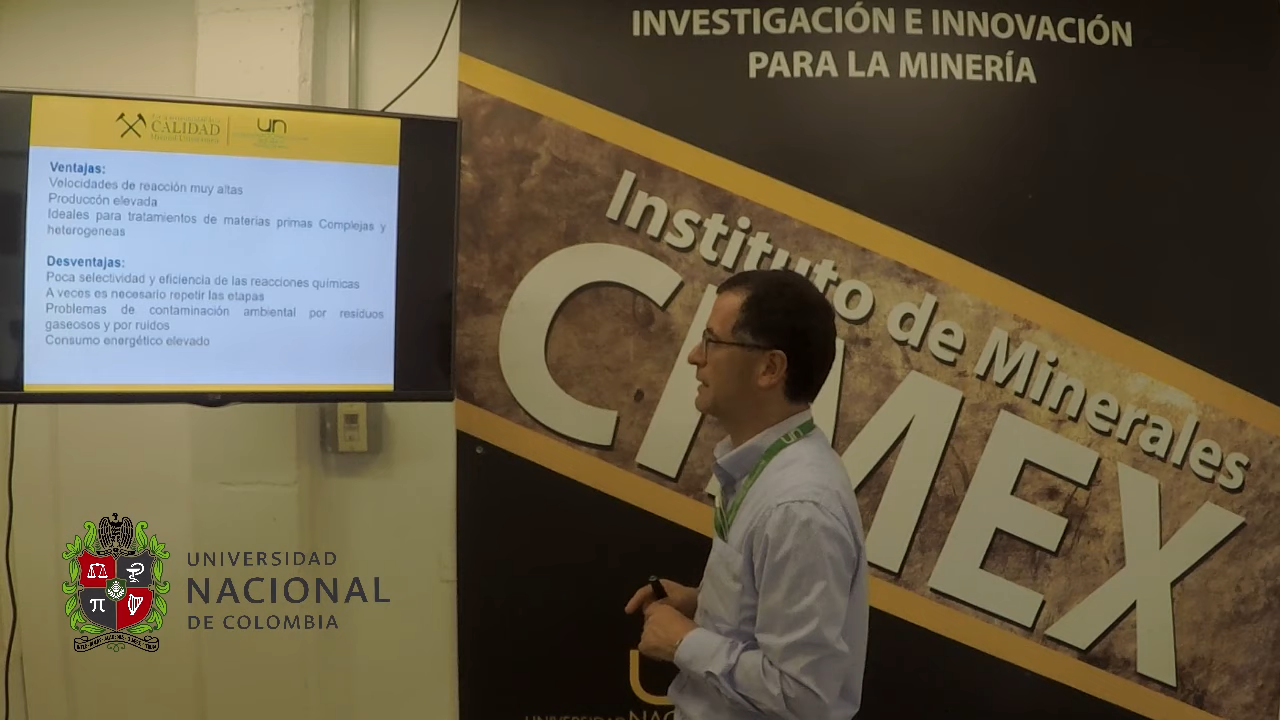 INVESTIGACIÓN E INNOVACIÓN
PARA LA MINERÍA
CALIDAD
un
Ventajas:
Velocidades de reacción muy altas
Produccón elevada
Ideales para tratamientos de materias primas Complejas y
heterogeneas
Desventajas:
Poca selectividad y eficiencia de las reacciones químicas
A veces es necesario repetir las etapas
Problemas de contaminación ambiental por residuos
gaseosos y por ruidos
Consumo energético elevado
Instituto de Minerales
CIMEX
un
UNIVERSIDAD
NACIONAL
DE COLOMBIA